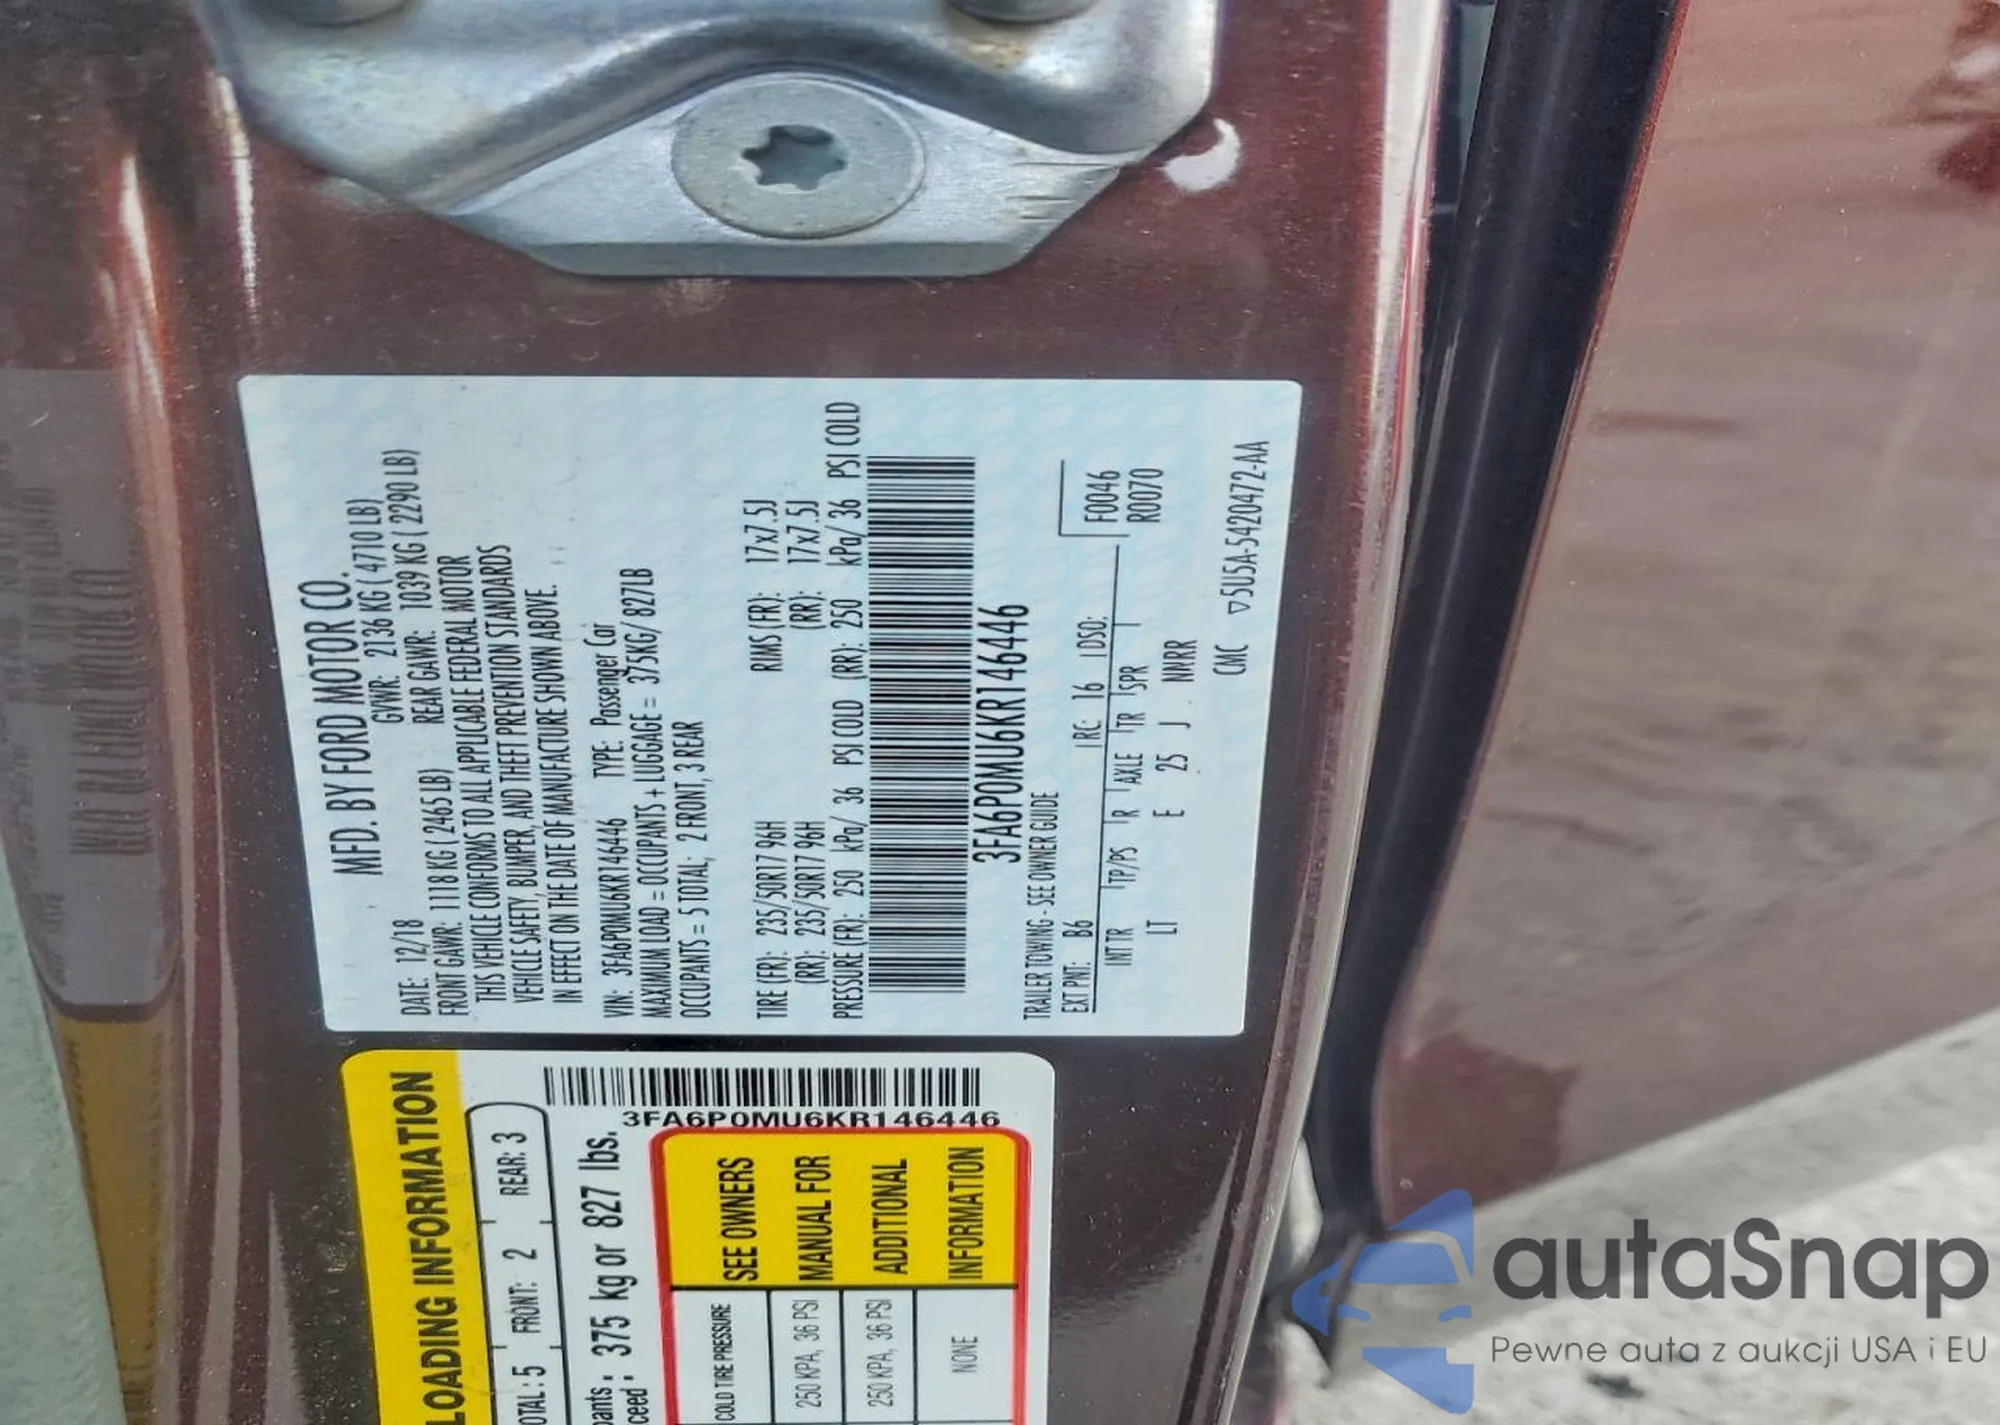 MFD. BY FORD MOTOR CO.
DATE: 12/18 GVWR: 2136 KG ( 4710 LB)
FRONT GAWR: 1118 KG ( 2465 LB) REAR GAWR: 1039 KG ( 2290 LB)
THIS VEHICLE CONFORMS TO ALL APPLICABLE FEDERAL MOTOR
VEHICLE SAFETY, BUMPER, AND THEFT PREVENTION STANDARDS
IN EFFECT ON THE DATE OF MANUFACTURE SHOWN ABOVE.
VIN: 3FA6P0MU6KR146446 TYPE: Passenger Car
MAXIMUM LOAD = OCCUPANTS + LUGGAGE = 375KG/ 827LB
OCCUPANTS = 5 TOTAL, 2 FRONT, 3 REAR
TIRE (FR): 235/50R17 96H RIMS (FR): 17x7.5J
(RR): 235/50R17 96H (RR): 17x7.5J
PRESSURE (FR): 250 kPa/ 36 PSI COLD (RR): 250 kPa/ 36 PSI COLD
3FA6P0MU6KR146446
TRAILER TOWING - SEE OWNER GUIDE
EXT PNT: B6 RC: 16 DSO: F0046
INT TR TP/PS R AXLE TR SPR R0070
LT E 25 J NNRR
CMC ▽5U5A-5420472-AA
LOADING INFORMATION
OTAL : 5 FRONT: 2 REAR: 3
pants : 375 kg or 827 lbs.
ceed :
3FA6P0MU6KR146446
COLD TIRE PRESSURE SEE OWNERS
250 KPA, 36 PSI MANUAL FOR
250 KPA, 36 PSI ADDITIONAL
NONE INFORMATION
autaSnap
Pewne auta z aukcji USA i EU